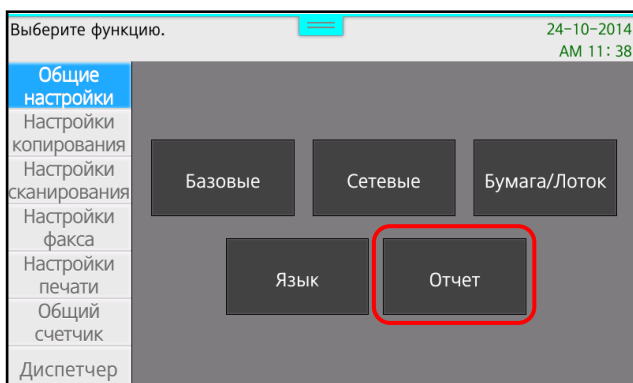 Выберите функцию.
24-10-2014
AM 11:38
Общие
настройки
Настройки
копирования
Настройки
сканирования
Настройки
факса
Настройки
печати
Общий
счетчик
Диспетчер
Базовые
Сетевые
Бумага/Лоток
Язык
Отчет